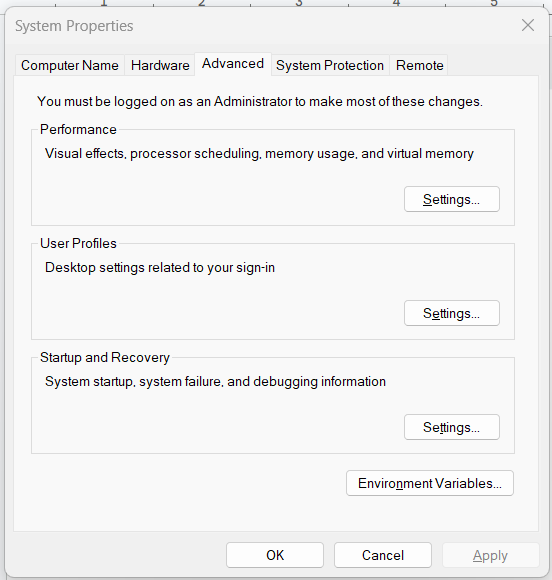 1 2 3 4 5
System Properties
Computer Name Hardware Advanced System Protection Remote
You must be logged on as an Administrator to make most of these changes.
Performance
Visual effects, processor scheduling, memory usage, and virtual memory
Settings...
User Profiles
Desktop settings related to your sign-in
Settings...
Startup and Recovery
System startup, system failure, and debugging information
Settings...
Environment Variables...
OK Cancel Apply